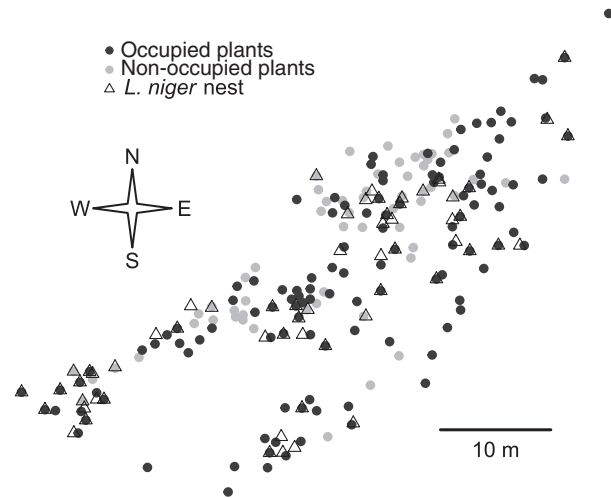 Occupied plants
Non-occupied plants
L. niger nest
N
W E
S
10 m